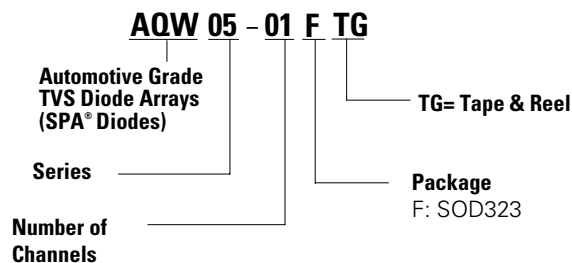 AQW 05 - 01 F TG
Automotive Grade
TVS Diode Arrays
(SPA® Diodes)
TG= Tape & Reel
Series
Package
F: SOD323
Number of
Channels